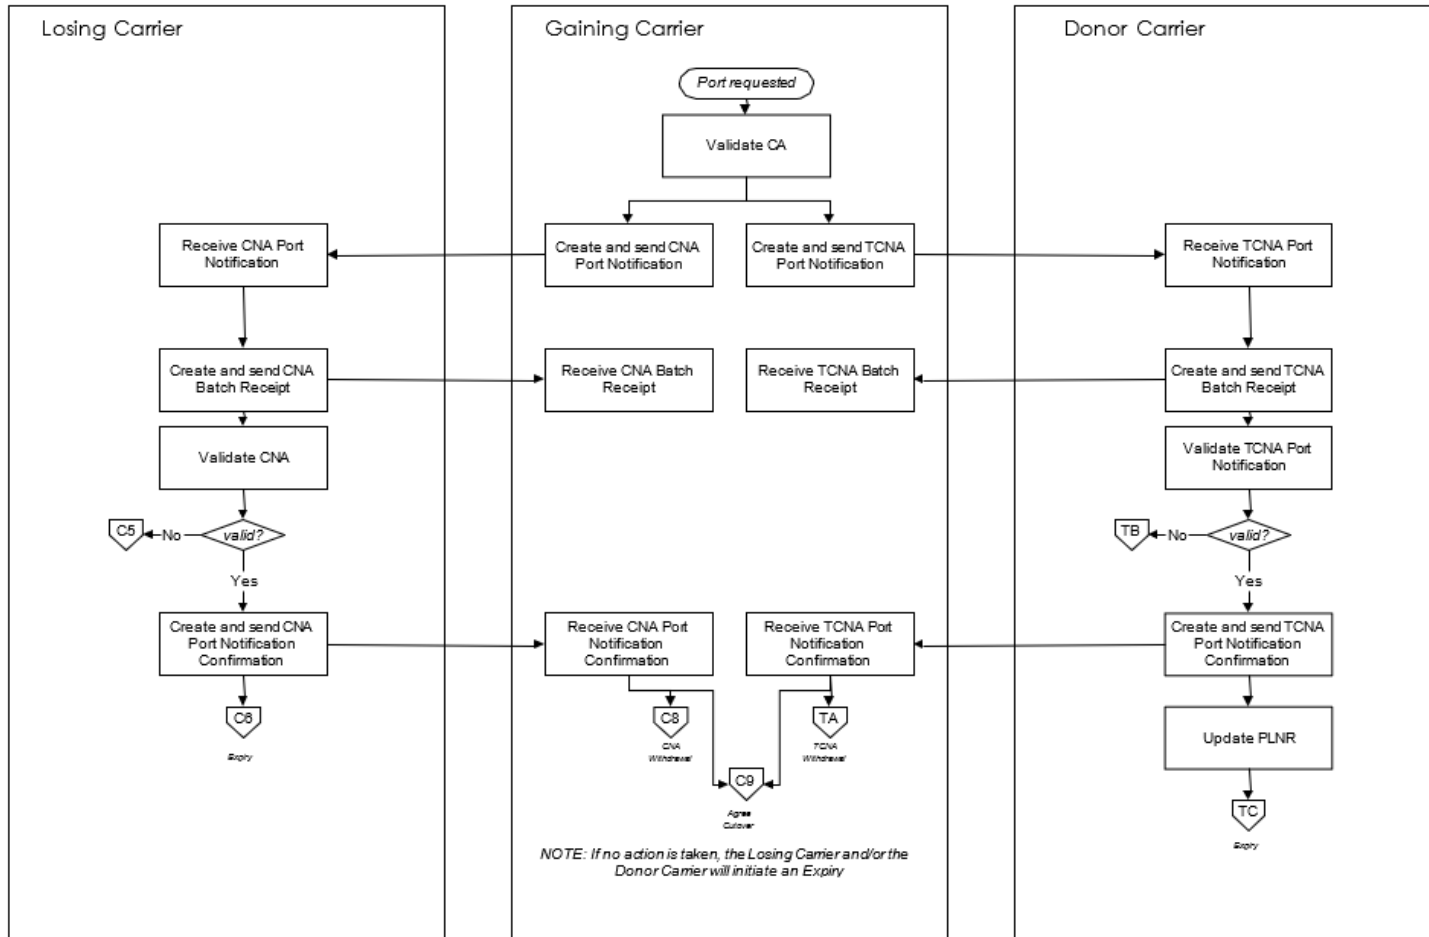 Losing Carrier
Gaining Carrier
Donor Carrier
Port requested
Validate CA
Receive CNA Port
Notification
Create and send CNA
Port Notification
Create and send TCNA
Port Notification
Receive TCNA Port
Notification
Create and send CNA
Batch Receipt
Receive CNA Batch
Receipt
Receive TCNA Batch
Receipt
Create and send TCNA
Batch Receipt
Validate CNA
Validate TCNA Port
Notification
C5
No
valid?
TB
No
valid?
Yes
Yes
Create and send CNA
Port Notification
Confirmation
Receive CNA Port
Notification
Confirmation
Receive TCNA Port
Notification
Confirmation
Create and send TCNA
Port Notification
Confirmation
C6
Expiry
C8
CNA
Withdrawal
TA
TCNA
Withdrawal
Update PLNR
C9
Agree
Cutover
TC
Expiry
NOTE: If no action is taken, the Losing Carrier and/or the
Donor Carrier will initiate an Expiry